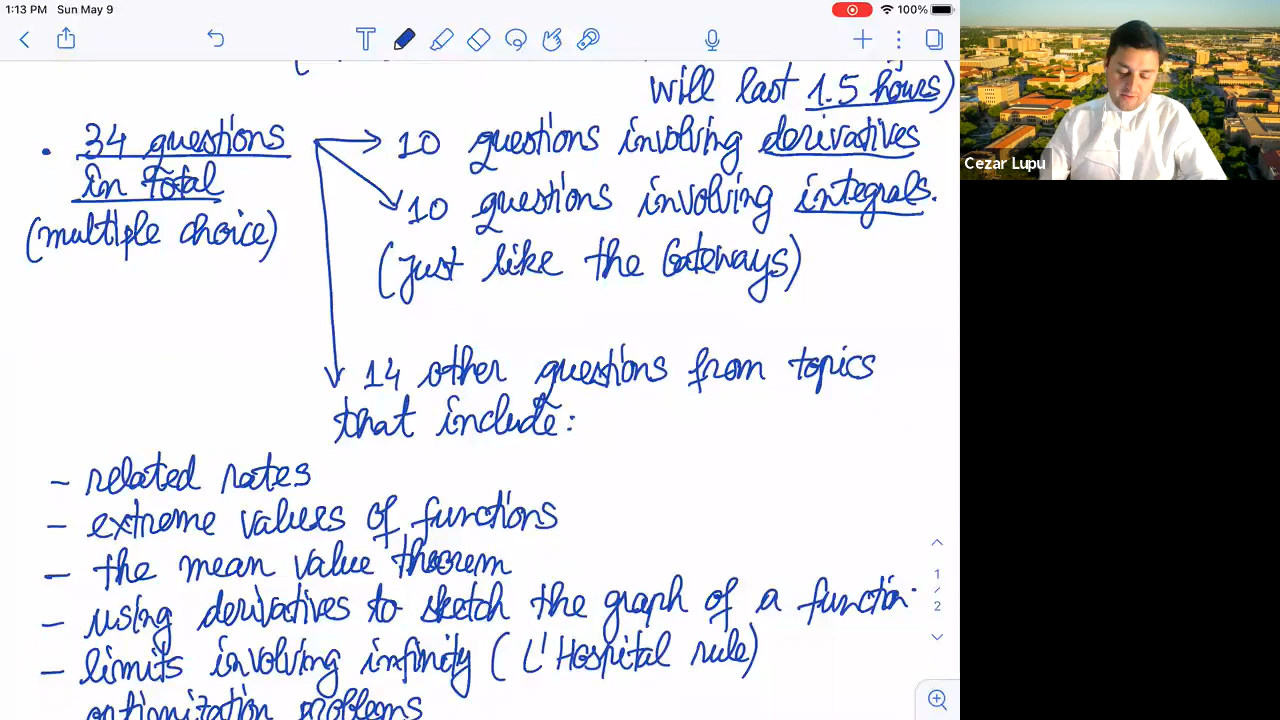 1:13 PM Sun May 9
100%
will last 1.5 hours)
• 34 questions → 10 questions involving derivatives
in total
10 questions involving integrals.
(multiple choice)
(just like the Gateways)
14 other questions from topics
that include:
- related rates
- extreme values of functions
- the mean value theorem
- using derivatives to sketch the graph of a function.
- limits involving infinity (L'Hospital rule)
optimization problems
1
/
2
Cezar Lupu